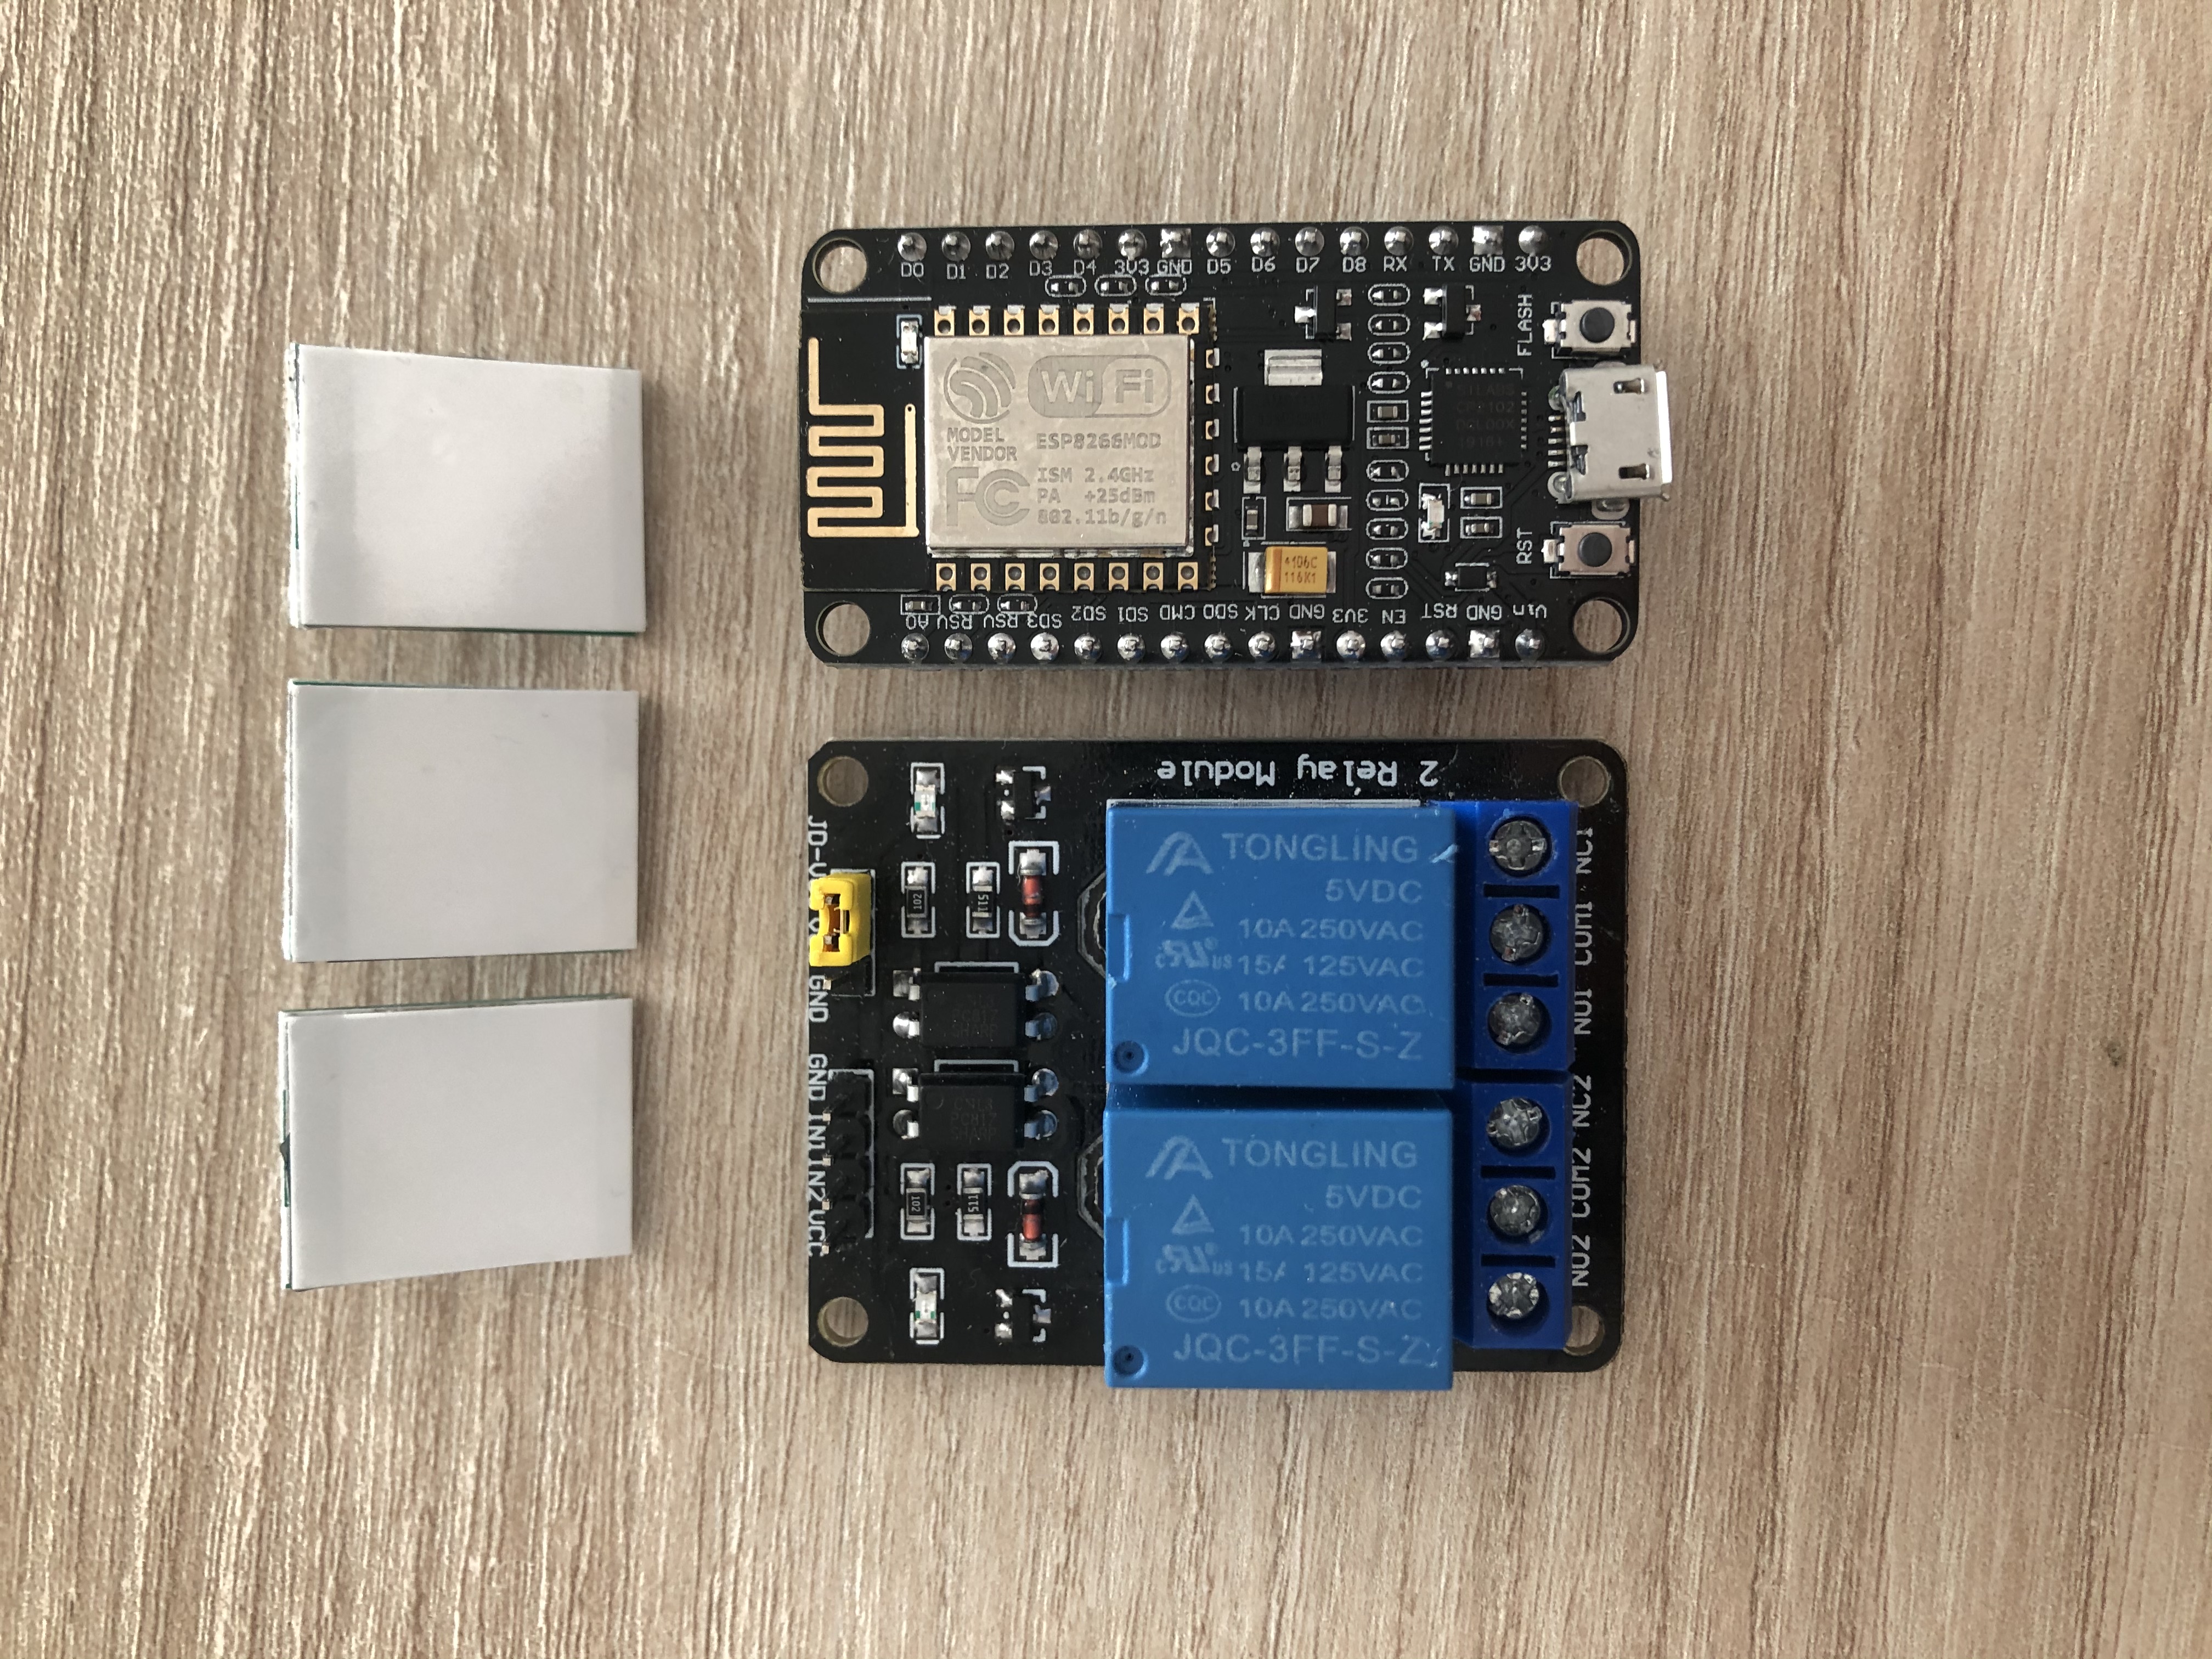 VCC IN2 IN1 GND
GND
JD-V
102
102
511
511
TONGLING
5VDC
10A 250VAC
15A 125VAC
10A 250VAC
JQC-3FF-S-Z
TONGLING
5VDC
10A 250VAC
15A 125VAC
10A 250VAC
JQC-3FF-S-Z
2 Relay Module
NO2 COM2 NC2 NO1 COM1 NC1
A0
RSV
RSV
SD3
SD2
SD1
CMD
SD0
CLK
GND
3V3
EN
RST
GND
Vin
WiFi
MODEL ESP8266MOD
VENDOR
ISM 2.4GHz
PA +25dBm
802.11b/g/n
FC
106C
D0
D1
D2
D3
D4
3V3
GND
D5
D6
D7
D8
RX
TX
GND
3V3
RST
FLASH